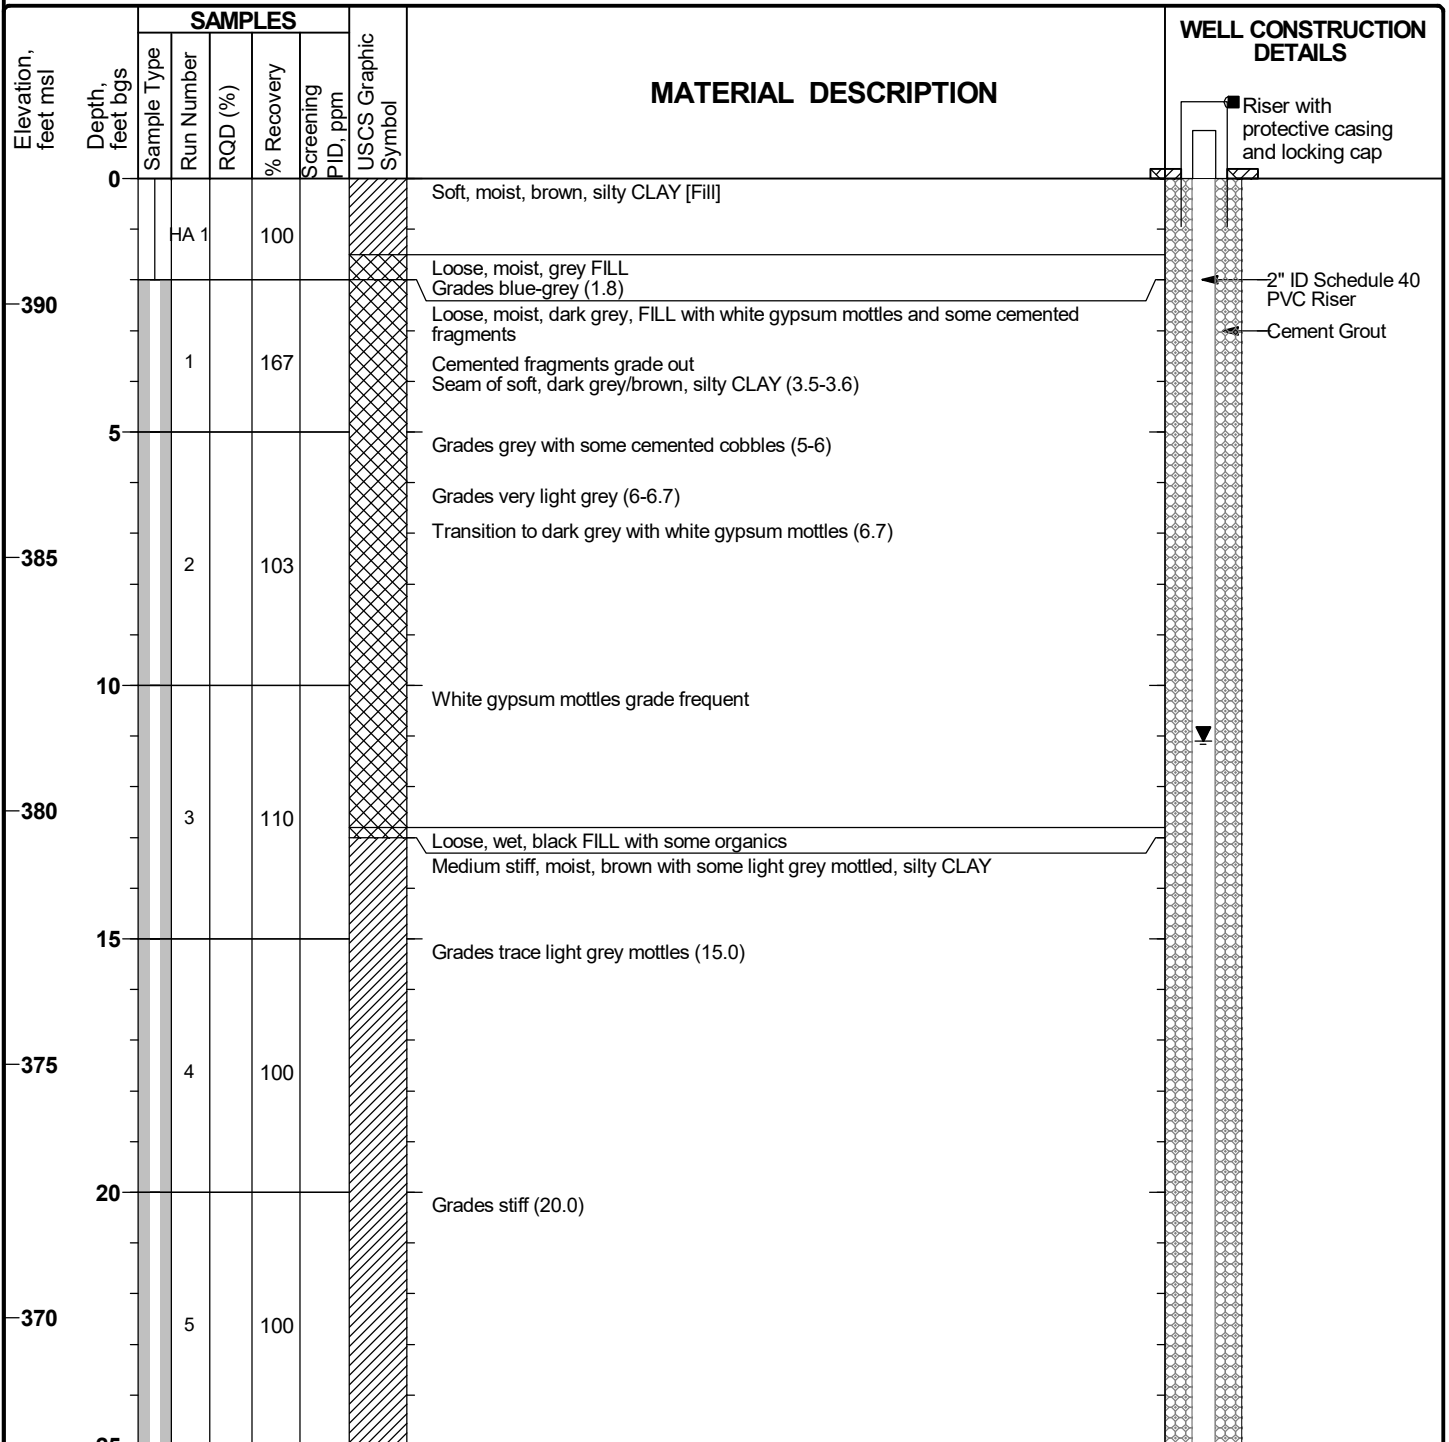 SAMPLES
Elevation,
feet msl
Depth,
feet bgs
Sample Type
Run Number
RQD (%)
% Recovery
Screening
PID, ppm
USCS Graphic
Symbol
MATERIAL DESCRIPTION
WELL CONSTRUCTION
DETAILS
Riser with
protective casing
and locking cap
0
Soft, moist, brown, silty CLAY [Fill]
HA 1
100
Loose, moist, grey FILL
Grades blue-grey (1.8)
2" ID Schedule 40
PVC Riser
390
Loose, moist, dark grey, FILL with white gypsum mottles and some cemented
fragments
Cement Grout
1
167
Cemented fragments grade out
Seam of soft, dark grey/brown, silty CLAY (3.5-3.6)
5
Grades grey with some cemented cobbles (5-6)
Grades very light grey (6-6.7)
Transition to dark grey with white gypsum mottles (6.7)
385
2
103
10
White gypsum mottles grade frequent
380
3
110
Loose, wet, black FILL with some organics
Medium stiff, moist, brown with some light grey mottled, silty CLAY
15
Grades trace light grey mottles (15.0)
375
4
100
20
Grades stiff (20.0)
370
5
100